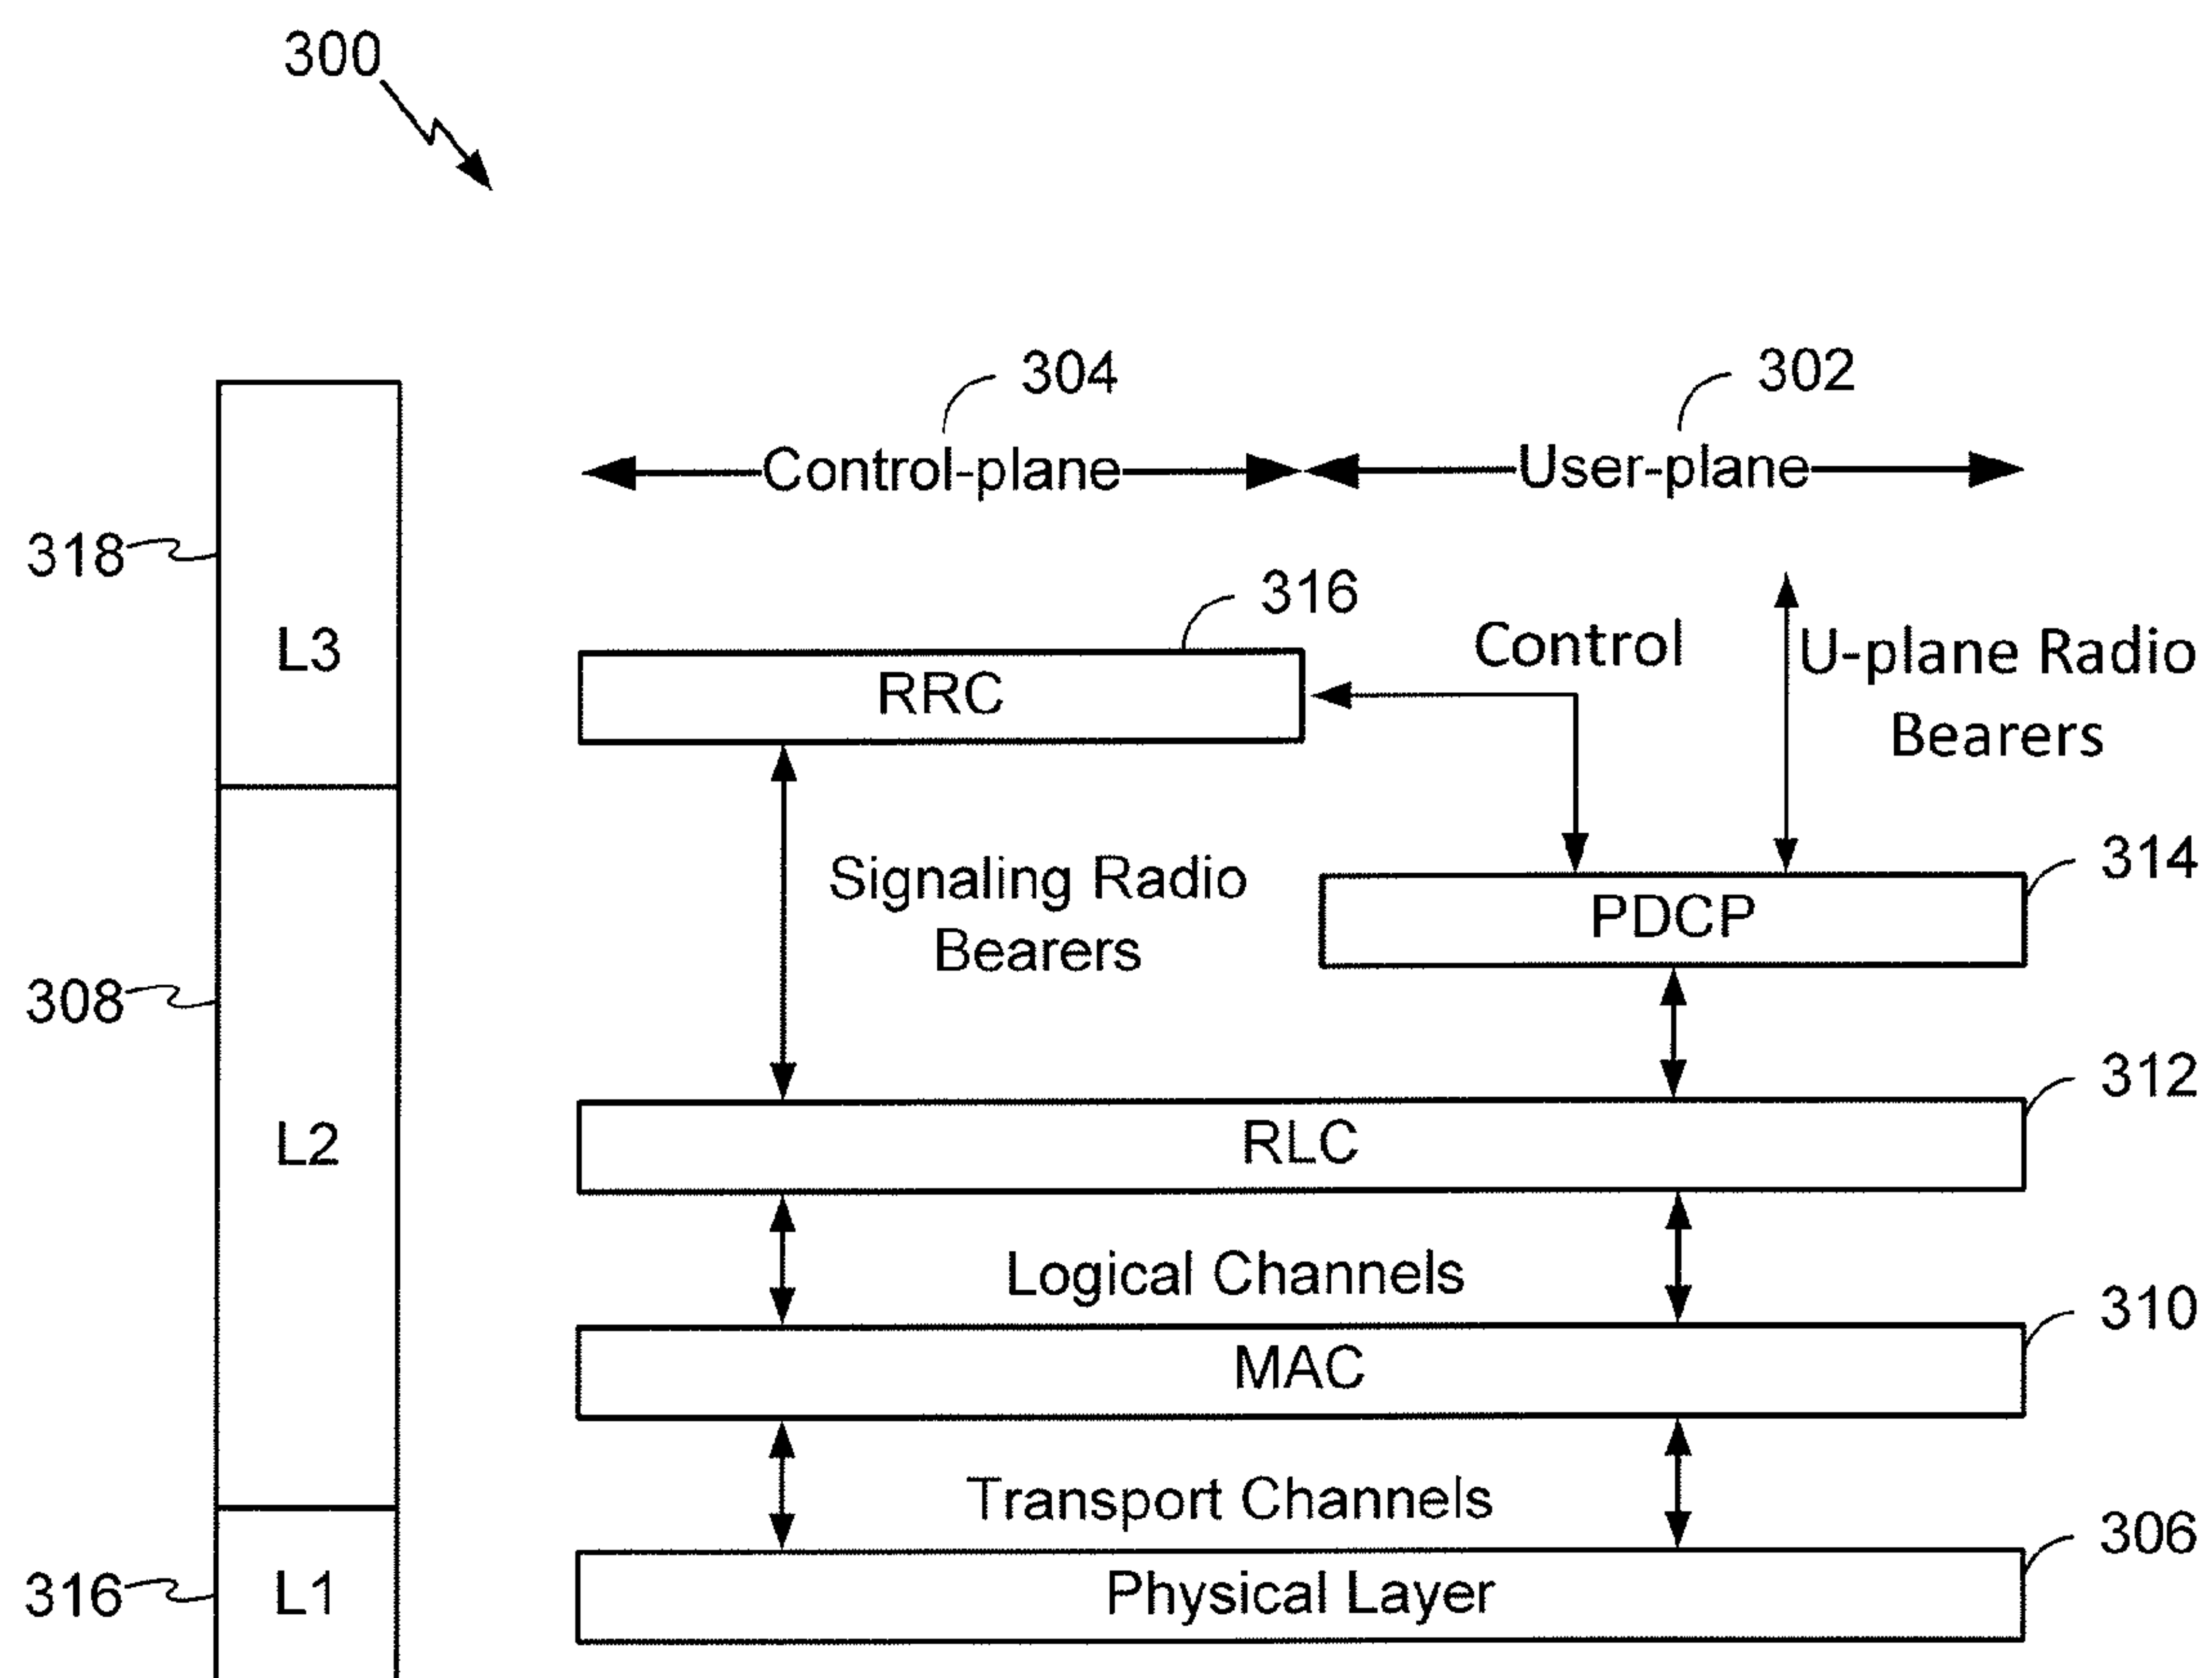 300
304
302
Control-plane
User-plane
318
316
L3
RRC
Control
U-plane Radio
Bearers
314
Signaling Radio
Bearers
PDCP
308
312
L2
RLC
Logical Channels
310
MAC
Transport Channels
306
316
L1
Physical Layer